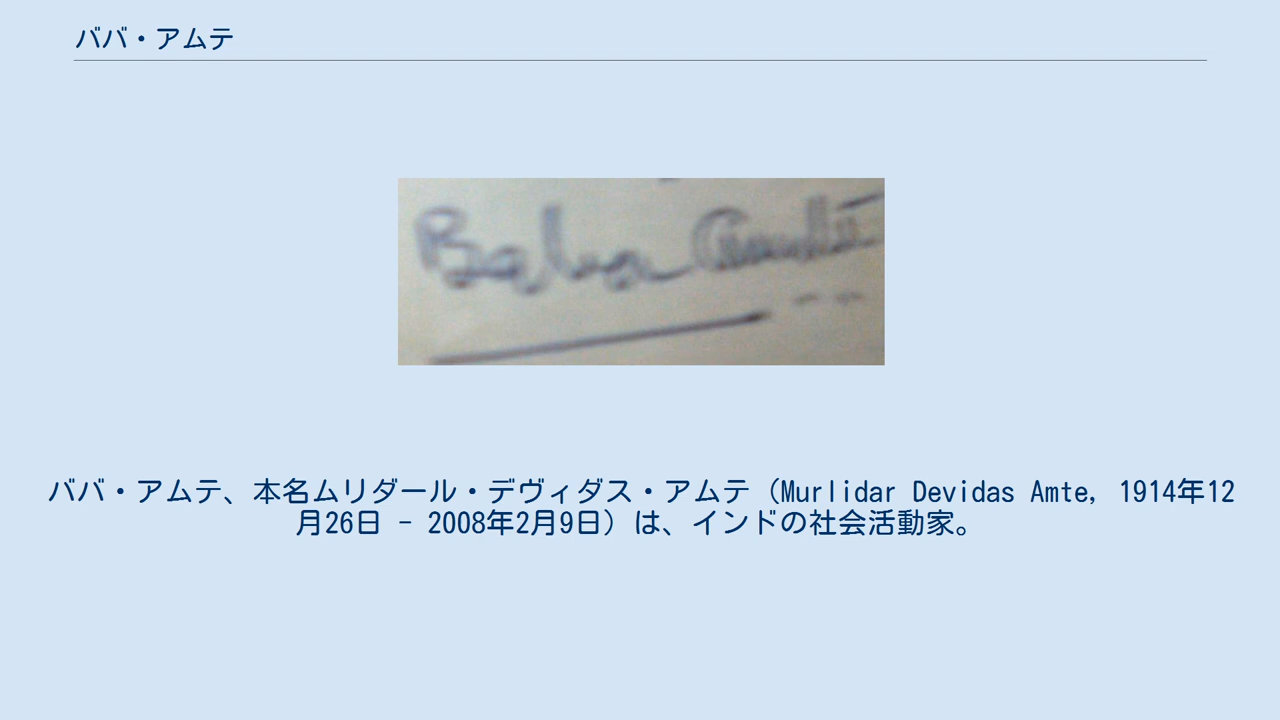 ババ・アムテ
Baba Amte
ババ・アムテ、本名ムリダール・デヴィダス・アムテ（Murlidar Devidas Amte, 1914年12
月26日 - 2008年2月9日）は、インドの社会活動家。